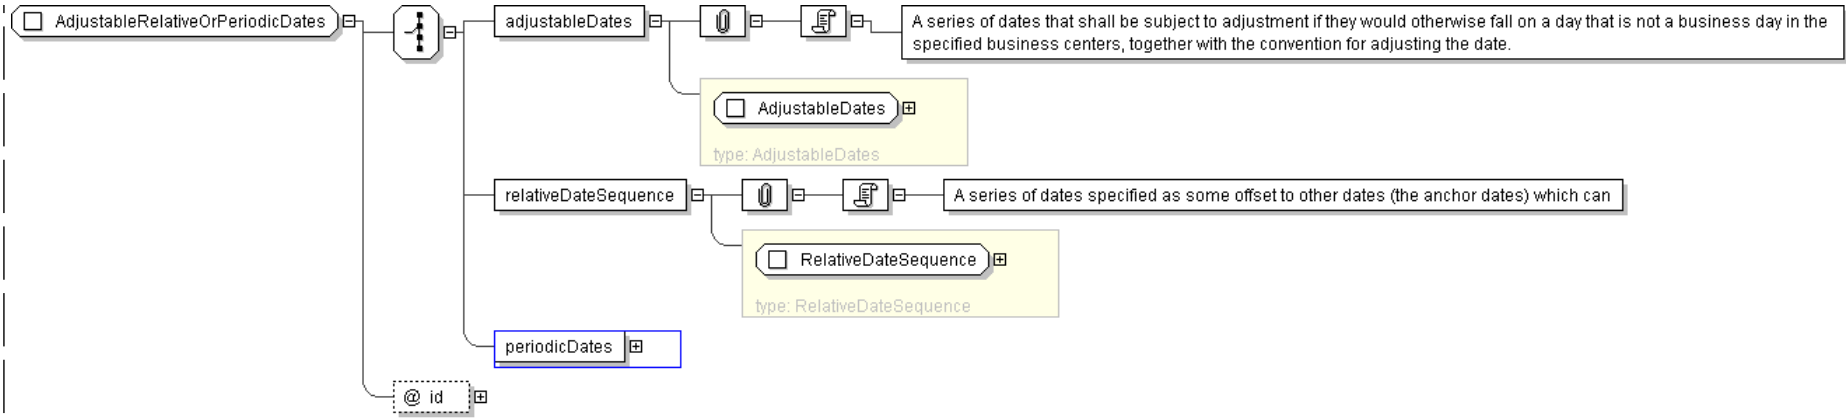 AdjustableRelativeOrPeriodicDates
adjustableDates
A series of dates that shall be subject to adjustment if they would otherwise fall on a day that is not a business day in the
specified business centers, together with the convention for adjusting the date.
AdjustableDates
type: AdjustableDates
relativeDateSequence
A series of dates specified as some offset to other dates (the anchor dates) which can
RelativeDateSequence
type: RelativeDateSequence
periodicDates
@ id